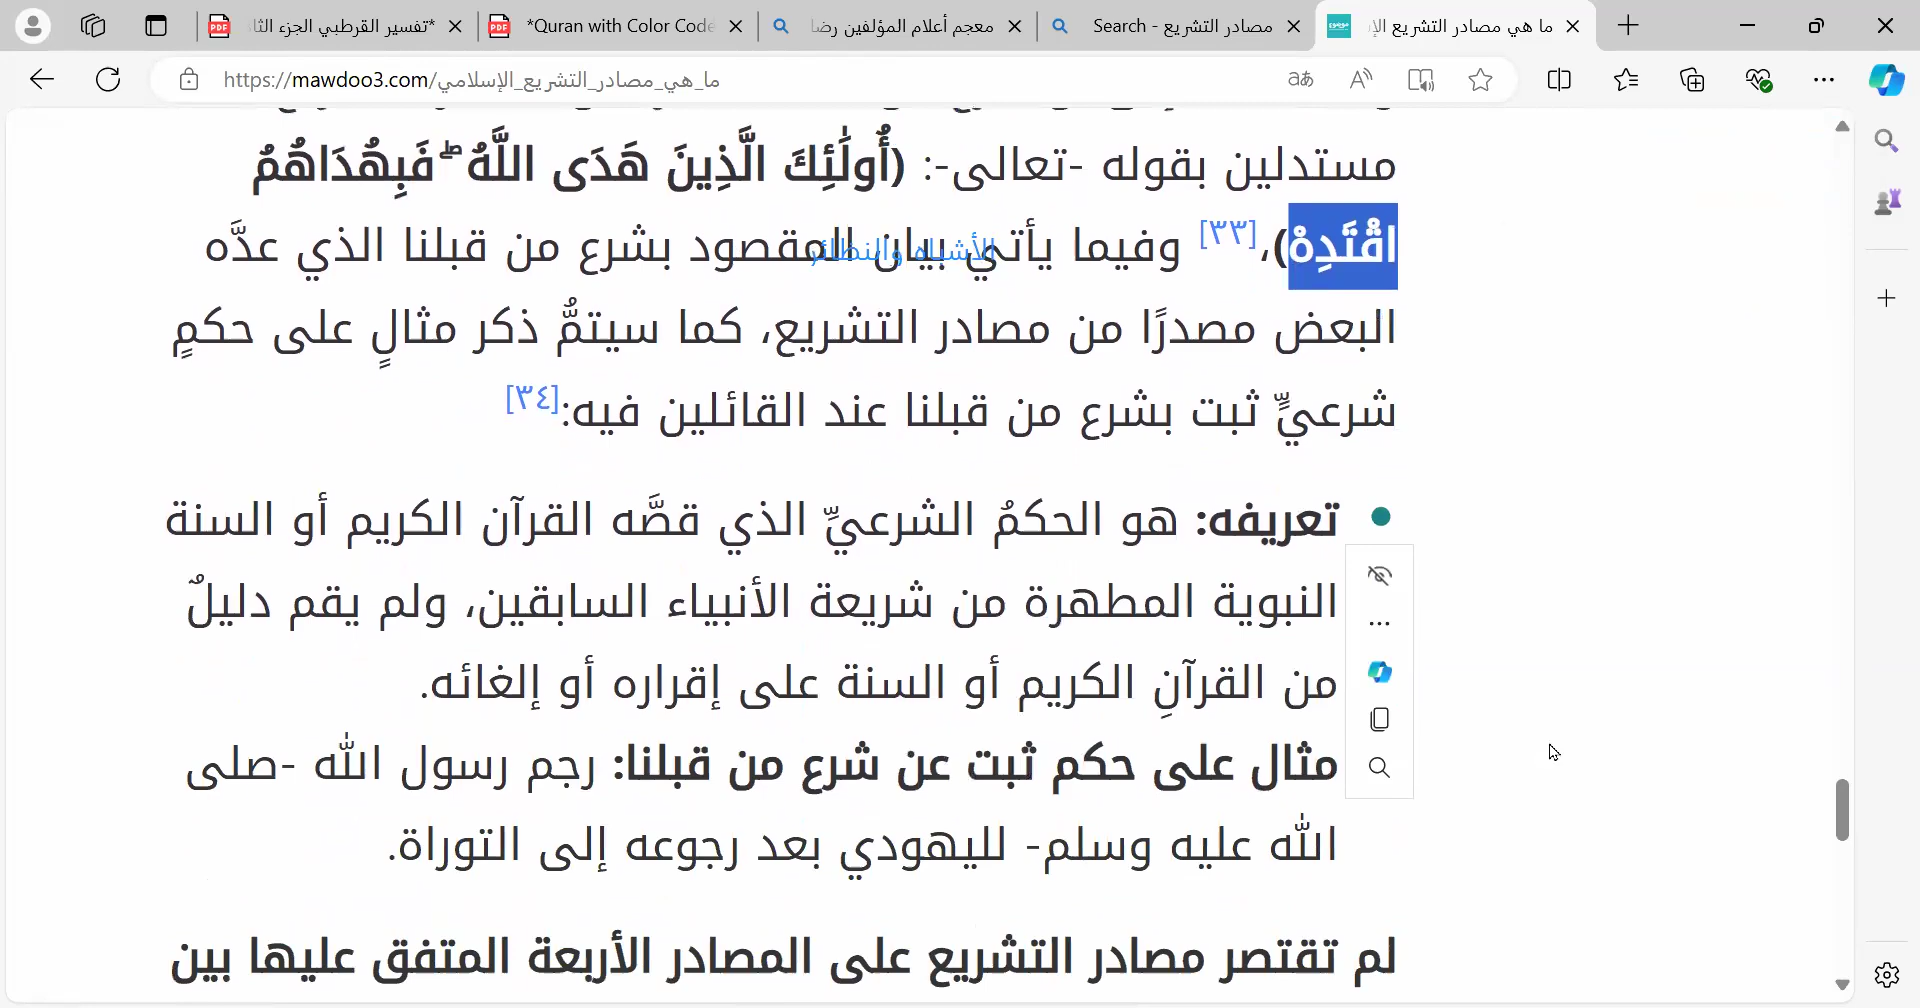 تفسير القرطبي الجزء الثا*
Quran with Color Code*
معجم أعلام المؤلفين رضا
مصادر التشريع - Search
ما هي مصادر التشريع الإ
https://mawdoo3.com/ما_هي_مصادر_التشريع_الإسلامي
مستدلين بقوله -تعالى-: (أُولَٰئِكَ الَّذِينَ هَدَى اللَّهُ ۖ فَبِهُدَاهُمُ
اقْتَدِهْ)،[٣٣] وفيما يأتي بيان المقصود بشرع من قبلنا الذي عدَّه
الأشباه والنظائر
البعض مصدرًا من مصادر التشريع، كما سيتمُّ ذكر مثالٍ على حكمٍ
شرعيٍّ ثبت بشرع من قبلنا عند القائلين فيه:[٣٤]
تعريفه: هو الحكمُ الشرعيِّ الذي قصَّه القرآن الكريم أو السنة
النبوية المطهرة من شريعة الأنبياء السابقين، ولم يقم دليلٌ
من القرآنِ الكريم أو السنة على إقراره أو إلغائه.
مثال على حكم ثبت عن شرع من قبلنا: رجم رسول الله -صلى
الله عليه وسلم- لليهودي بعد رجوعه إلى التوراة.
لم تقتصر مصادر التشريع على المصادر الأربعة المتفق عليها بين